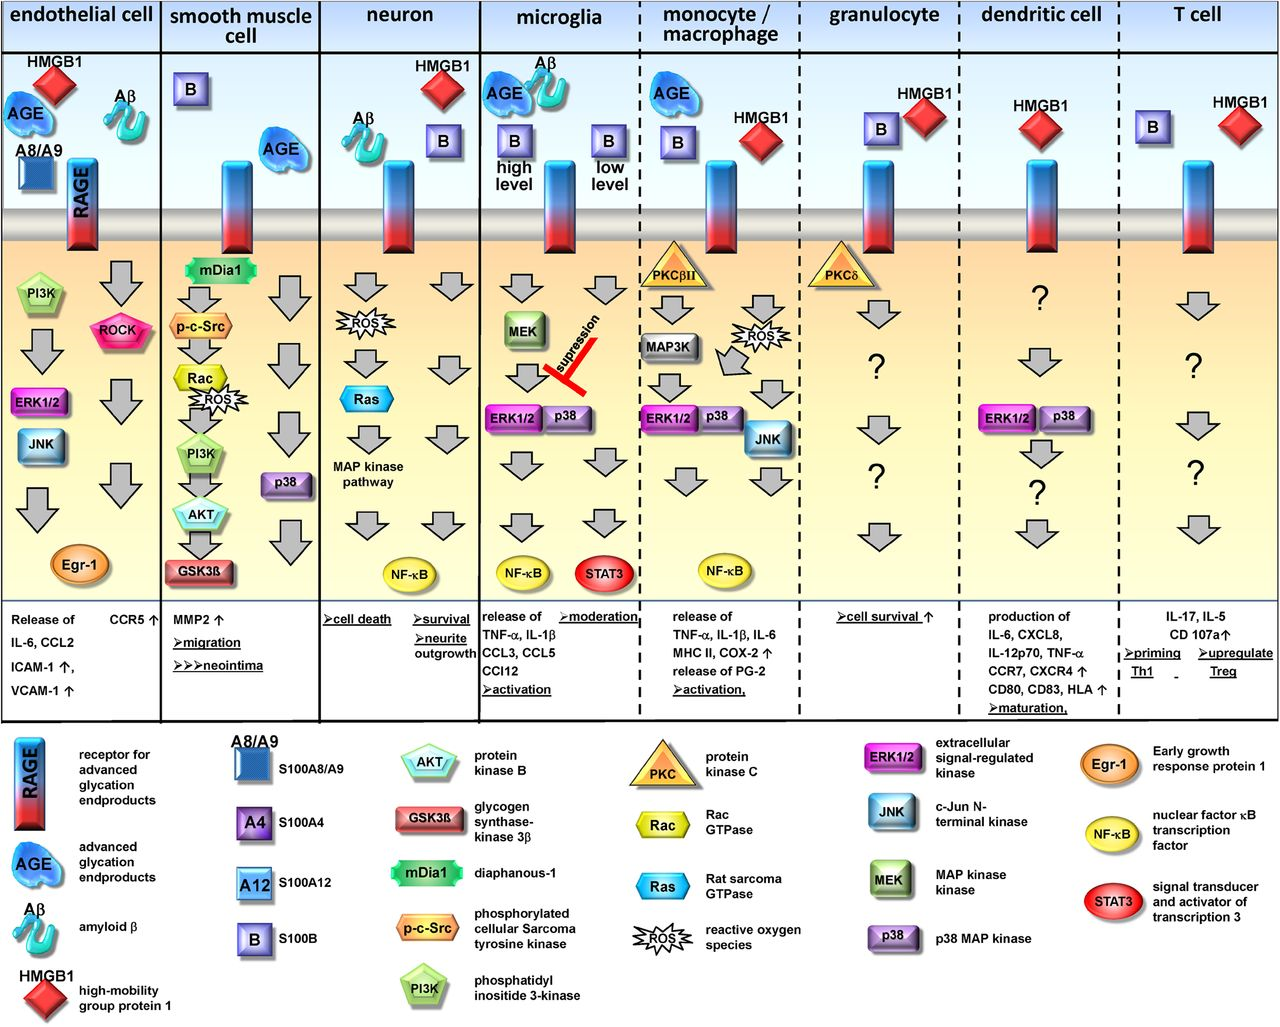 endothelial cell
smooth muscle
cell
neuron
microglia
monocyte /
macrophage
granulocyte
dendritic cell
T cell
HMGB1
AGE
Aβ
A8/A9
RAGE
PI3K
ROCK
ERK1/2
JNK
Egr-1
B
AGE
mDia1
p-c-Src
Rac
ROS
PI3K
p38
AKT
GSK3ß
HMGB1
Aβ
B
ROS
Ras
MAP kinase
pathway
NF-κB
Aβ
AGE
B
B
high
level
low
level
MEK
supression
ERK1/2
p38
NF-κB
STAT3
AGE
B
HMGB1
PKCβII
ROS
MAP3K
ERK1/2
p38
JNK
NF-κB
HMGB1
B
PKCδ
?
?
HMGB1
?
ERK1/2
p38
?
HMGB1
B
?
?
Release of
IL-6, CCL2
ICAM-1 ↑,
VCAM-1 ↑
CCR5 ↑
MMP2 ↑
➢migration
➢➢➢neointima
➢cell death
➢survival
➢neurite
outgrowth
release of
TNF-α, IL-1β
CCL3, CCL5
CCl12
➢activation
➢moderation
release of
TNF-α, IL-1β, IL-6
MHC II, COX-2 ↑
release of PG-2
➢activation,
➢cell survival ↑
production of
IL-6, CXCL8,
IL-12p70, TNF-α
CCR7, CXCR4 ↑
CD80, CD83, HLA ↑
➢maturation,
IL-17, IL-5
CD 107a↑
➢priming
Th1
-
➢upregulate
Treg
RAGE
receptor for
advanced
glycation
endproducts
AGE
advanced
glycation
endproducts
Aβ
amyloid β
HMGB1
high-mobility
group protein 1
A8/A9
S100A8/A9
A4
S100A4
A12
S100A12
B
S100B
AKT
protein
kinase B
GSK3ß
glycogen
synthase-
kinase 3β
mDia1
diaphanous-1
p-c-Src
phosphorylated
cellular Sarcoma
tyrosine kinase
PI3K
phosphatidyl
inositide 3-kinase
PKC
protein
kinase C
Rac
Rac
GTPase
Ras
Rat sarcoma
GTPase
ROS
reactive oxygen
species
ERK1/2
extracellular
signal-regulated
kinase
JNK
c-Jun N-
terminal kinase
MEK
MAP kinase
kinase
p38
p38 MAP kinase
Egr-1
Early growth
response protein 1
NF-κB
nuclear factor κB
transcription
factor
STAT3
signal transducer
and activator of
transcription 3